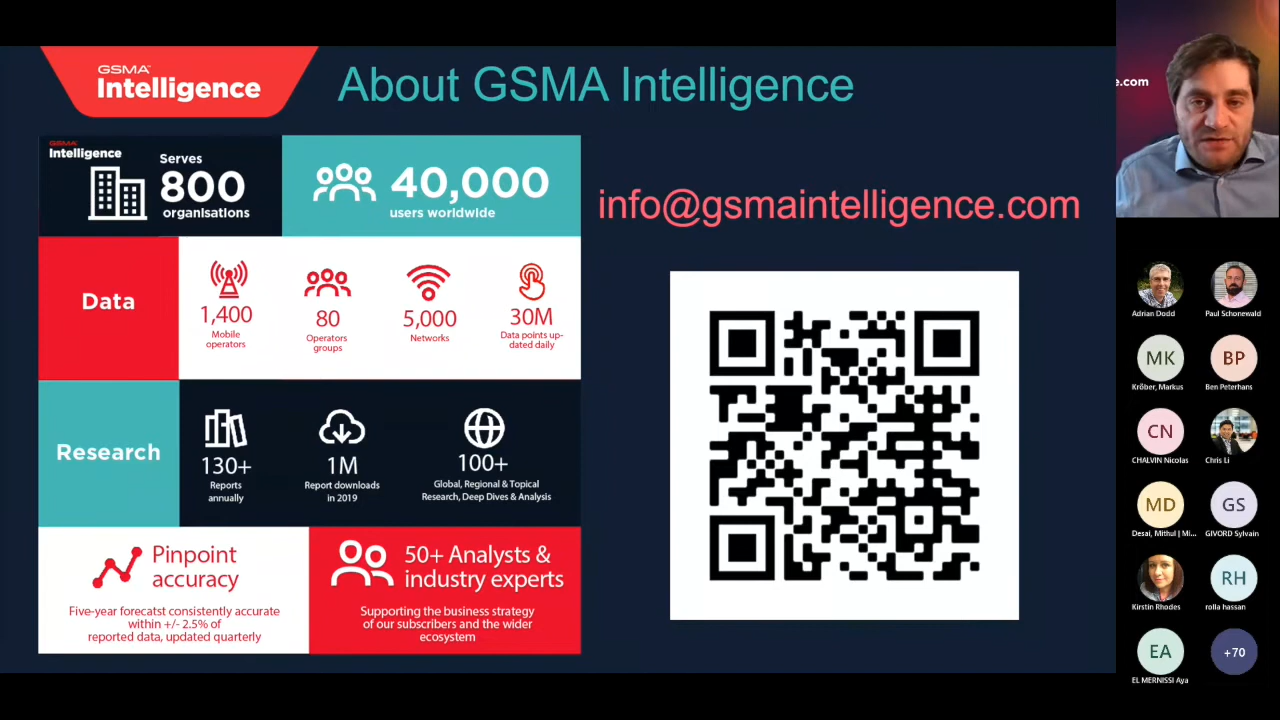 GSMA™
Intelligence
About GSMA Intelligence
GSMA
Intelligence
Serves
800
organisations
40,000
users worldwide
info@gsmaintelligence.com
Data
1,400
Mobile
operators
80
Operators
groups
5,000
Networks
30M
Data points up-
dated daily
Research
130+
Reports
annually
1M
Report downloads
in 2019
100+
Global, Regional & Topical
Research, Deep Dives & Analysis
Pinpoint
accuracy
Five-year forecatst consistently accurate
within +/- 2.5% of
reported data, updated quarterly
50+ Analysts &
industry experts
Supporting the business strategy
of our subscribers and the wider
ecosystem
e.com
Adrian Dodd
Paul Schonewald
MK
Kröber, Markus
BP
Ben Peterhans
CN
CHALVIN Nicolas
Chris Li
MD
Desai, Mithul | Mi...
GS
GIVORD Sylvain
Kirstin Rhodes
RH
rolla hassan
EA
EL MERNISSI Aya
+70